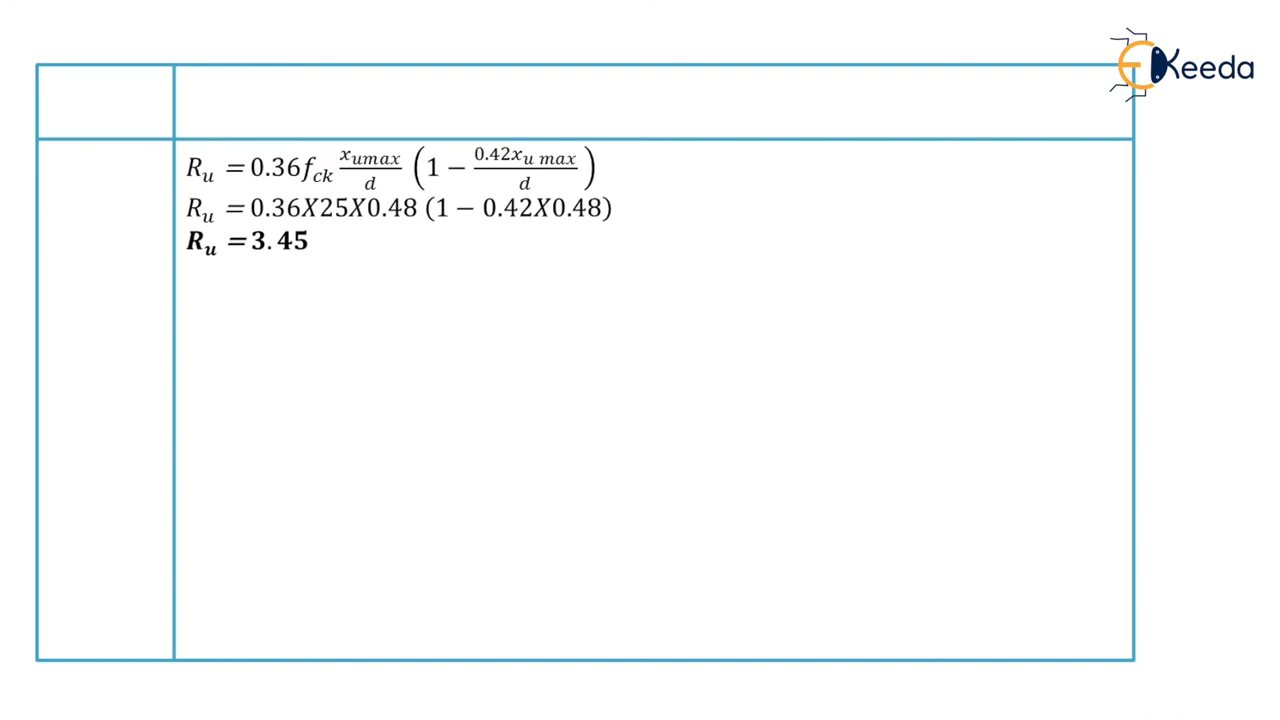 EKeeda
R_u = 0.36f_ck x_umax/d (1 − 0.42x_u max/d)
R_u = 0.36X25X0.48 (1 − 0.42X0.48)
R_u = 3.45